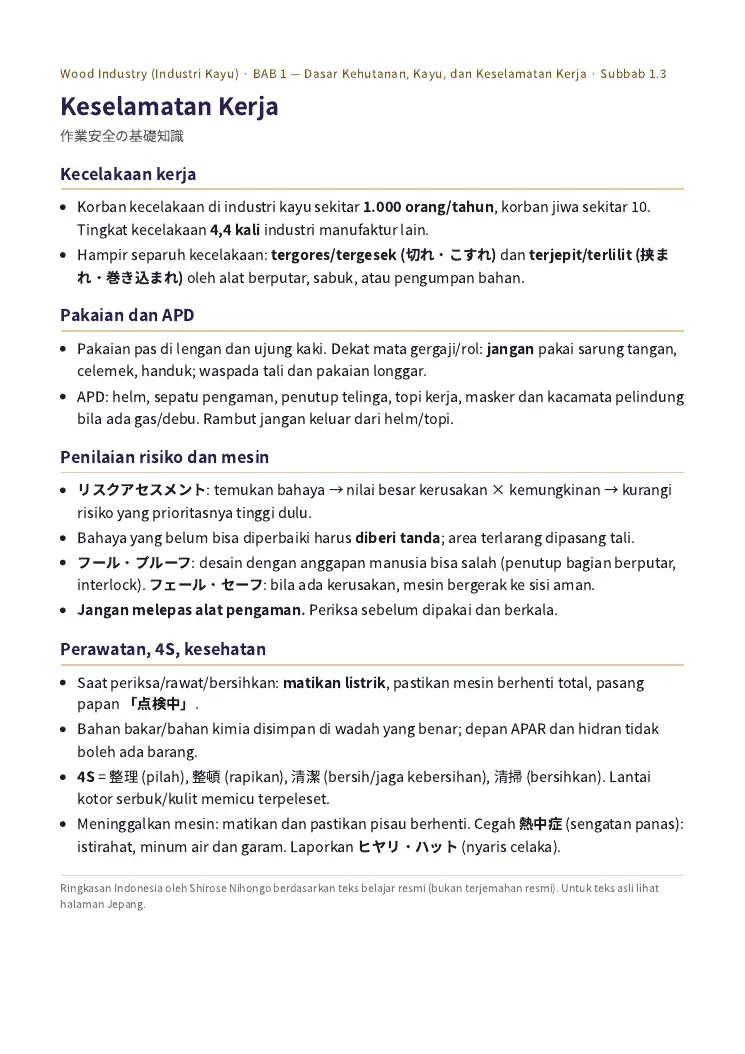 Wood Industry (Industri Kayu) · BAB 1 — Dasar Kehutanan, Kayu, dan Keselamatan Kerja · Subbab 1.3
Keselamatan Kerja
作業安全の基礎知識
Kecelakaan kerja
• Korban kecelakaan di industri kayu sekitar 1.000 orang/tahun, korban jiwa sekitar 10.
Tingkat kecelakaan 4,4 kali industri manufaktur lain.
• Hampir separuh kecelakaan: tergores/tergesek (切れ・こすれ) dan terjepit/terlilit (挟ま
れ・巻き込まれ) oleh alat berputar, sabuk, atau pengumpan bahan.
Pakaian dan APD
• Pakaian pas di lengan dan ujung kaki. Dekat mata gergaji/rol: jangan pakai sarung tangan,
celemek, handuk; waspada tali dan pakaian longgar.
• APD: helm, sepatu pengaman, penutup telinga, topi kerja, masker dan kacamata pelindung
bila ada gas/debu. Rambut jangan keluar dari helm/topi.
Penilaian risiko dan mesin
• リスクアセスメント: temukan bahaya → nilai besar kerusakan × kemungkinan → kurangi
risiko yang prioritasnya tinggi dulu.
• Bahaya yang belum bisa diperbaiki harus diberi tanda; area terlarang dipasang tali.
• フール・プルーフ: desain dengan anggapan manusia bisa salah (penutup bagian berputar,
interlock). フェール・セーフ: bila ada kerusakan, mesin bergerak ke sisi aman.
• Jangan melepas alat pengaman. Periksa sebelum dipakai dan berkala.
Perawatan, 4S, kesehatan
• Saat periksa/rawat/bersihkan: matikan listrik, pastikan mesin berhenti total, pasang
papan 「点検中」.
• Bahan bakar/bahan kimia disimpan di wadah yang benar; depan APAR dan hidran tidak
boleh ada barang.
• 4S = 整理 (pilah), 整頓 (rapikan), 清潔 (bersih/jaga kebersihan), 清掃 (bersihkan). Lantai
kotor serbuk/kulit memicu terpeleset.
• Meninggalkan mesin: matikan dan pastikan pisau berhenti. Cegah 熱中症 (sengatan panas):
istirahat, minum air dan garam. Laporkan ヒヤリ・ハット (nyaris celaka).
Ringkasan Indonesia oleh Shirose Nihongo berdasarkan teks belajar resmi (bukan terjemahan resmi). Untuk teks asli lihat
halaman Jepang.